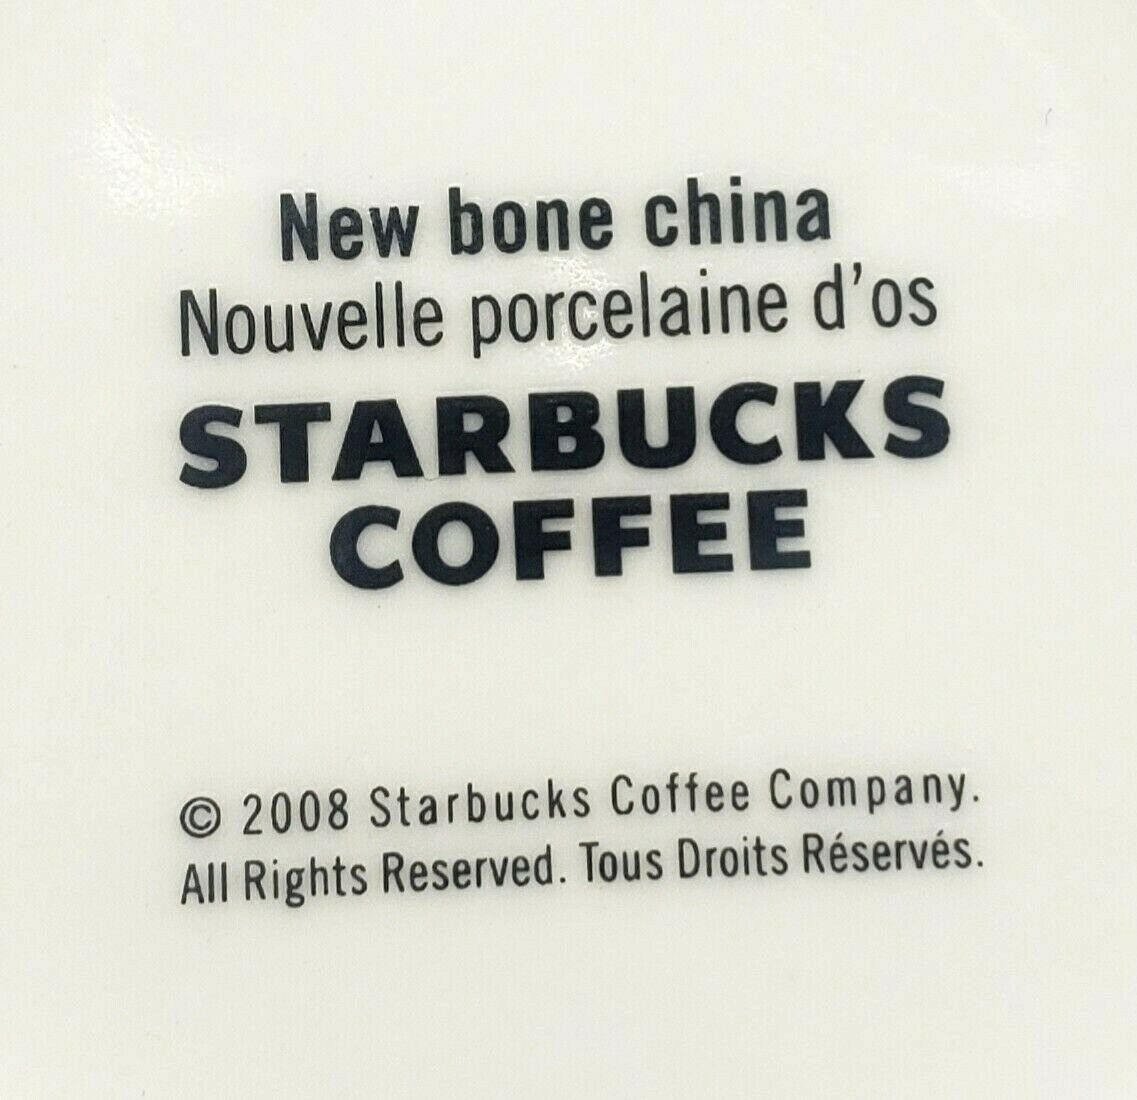 New bone china
Nouvelle porcelaine d'os
STARBUCKS
COFFEE
© 2008 Starbucks Coffee Company.
All Rights Reserved. Tous Droits Réservés.